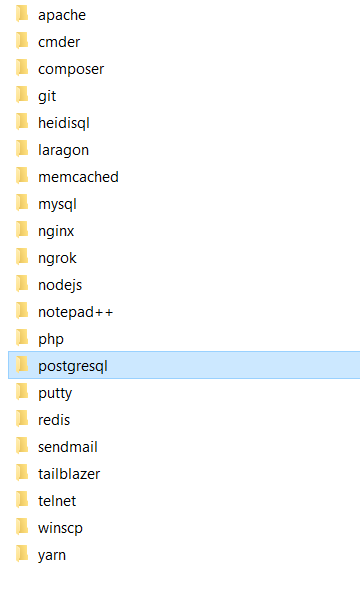 apache
cmder
composer
git
heidisql
laragon
memcached
mysql
nginx
ngrok
nodejs
notepad++
php
postgresql
putty
redis
sendmail
tailblazer
telnet
winscp
yarn